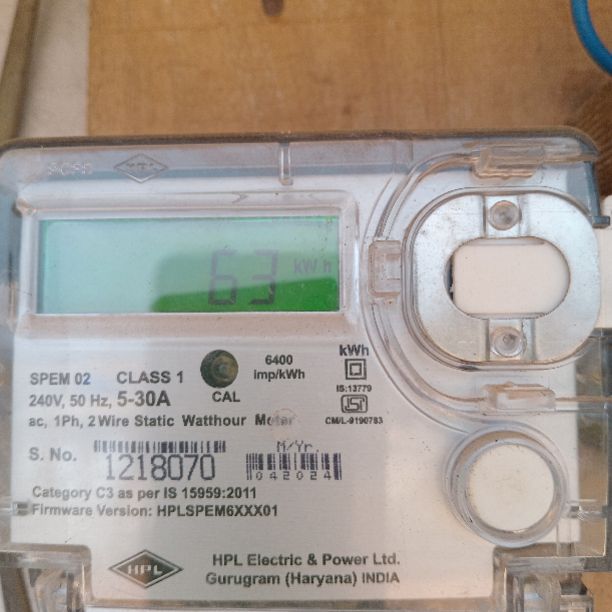 HPL
63 kWh
SPEM 02 CLASS 1
240V, 50 Hz, 5-30A
ac, 1Ph, 2 Wire Static Watthour Meter
CAL
6400
imp/kWh
kWh
IS:13779
ISI
CM/L-9190783
S. No. 1218070
M/Yr.
042024
Category C3 as per IS 15959:2011
Firmware Version: HPLSPEM6XXX01
HPL
HPL Electric & Power Ltd.
Gurugram (Haryana) INDIA